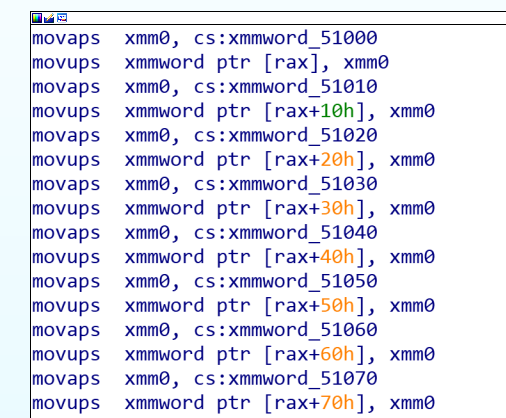 movaps xmm0, cs:xmmword_51000
movups xmmword ptr [rax], xmm0
movaps xmm0, cs:xmmword_51010
movups xmmword ptr [rax+10h], xmm0
movaps xmm0, cs:xmmword_51020
movups xmmword ptr [rax+20h], xmm0
movaps xmm0, cs:xmmword_51030
movups xmmword ptr [rax+30h], xmm0
movaps xmm0, cs:xmmword_51040
movups xmmword ptr [rax+40h], xmm0
movaps xmm0, cs:xmmword_51050
movups xmmword ptr [rax+50h], xmm0
movaps xmm0, cs:xmmword_51060
movups xmmword ptr [rax+60h], xmm0
movaps xmm0, cs:xmmword_51070
movups xmmword ptr [rax+70h], xmm0